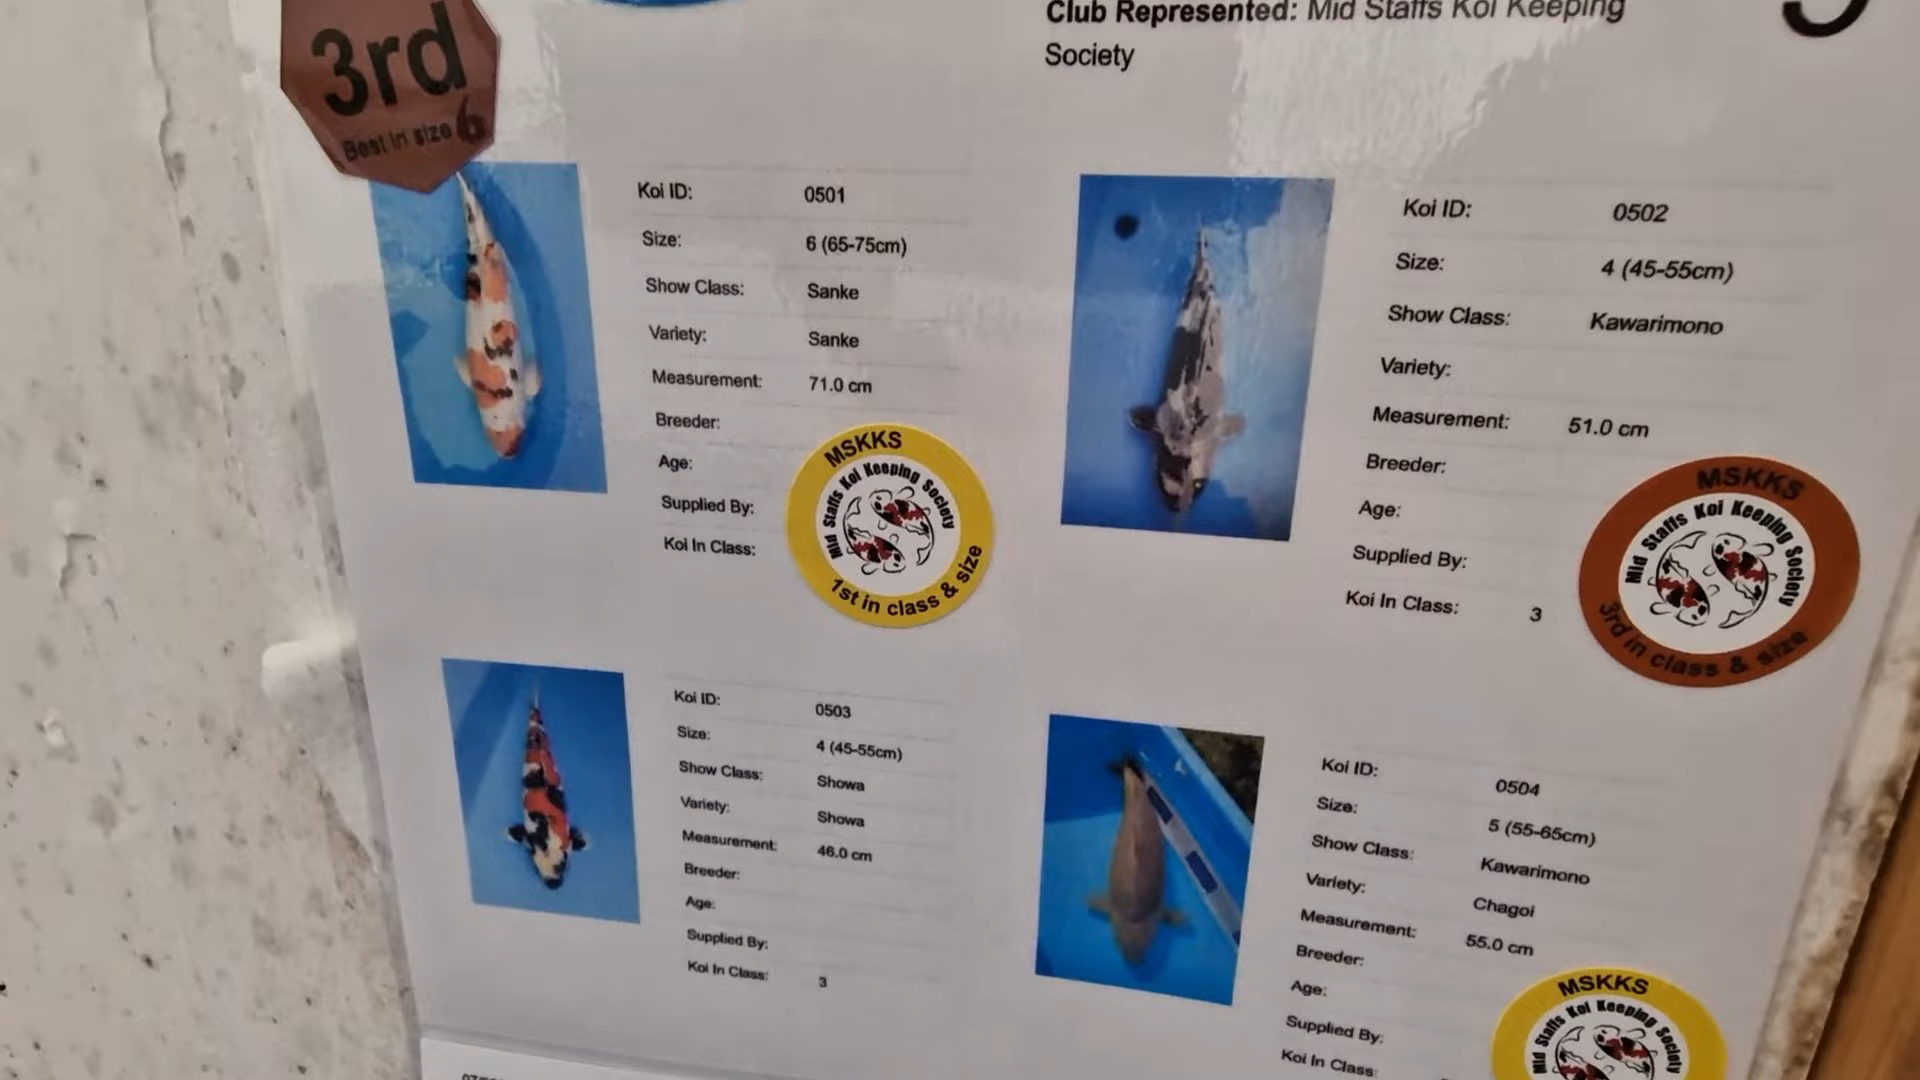 3rd
Best in size 6
Club Represented: Mid Staffs Koi Keeping
Society
Koi ID: 0501
Size: 6 (65-75cm)
Show Class: Sanke
Variety: Sanke
Measurement: 71.0 cm
Breeder:
Age:
Supplied By:
Koi In Class:
MSKKS
Mid Staffs Koi Keeping Society
1st in class & size
Koi ID: 0502
Size: 4 (45-55cm)
Show Class: Kawarimono
Variety:
Measurement: 51.0 cm
Breeder:
Age:
Supplied By:
Koi In Class: 3
MSKKS
Mid Staffs Koi Keeping Society
3rd in class & size
Koi ID: 0503
Size: 4 (45-55cm)
Show Class: Showa
Variety: Showa
Measurement: 46.0 cm
Breeder:
Age:
Supplied By:
Koi In Class: 3
Koi ID: 0504
Size: 5 (55-65cm)
Show Class: Kawarimono
Variety: Chagoi
Measurement: 55.0 cm
Breeder:
Age:
Supplied By:
Koi In Class:
MSKKS
Mid Staffs Koi Keeping Society